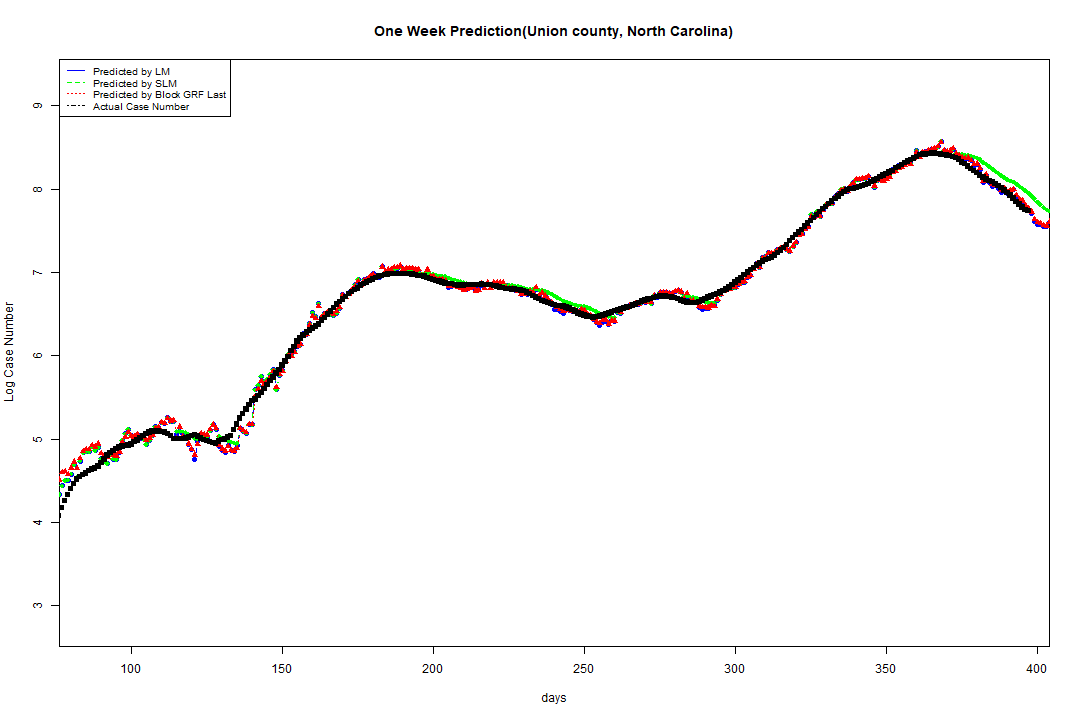 One Week Prediction(Union county, North Carolina)
Predicted by LM
Predicted by SLM
Predicted by Block GRF Last
Actual Case Number
9
8
7
6
5
4
3
Log Case Number
100 150 200 250 300 350 400
days